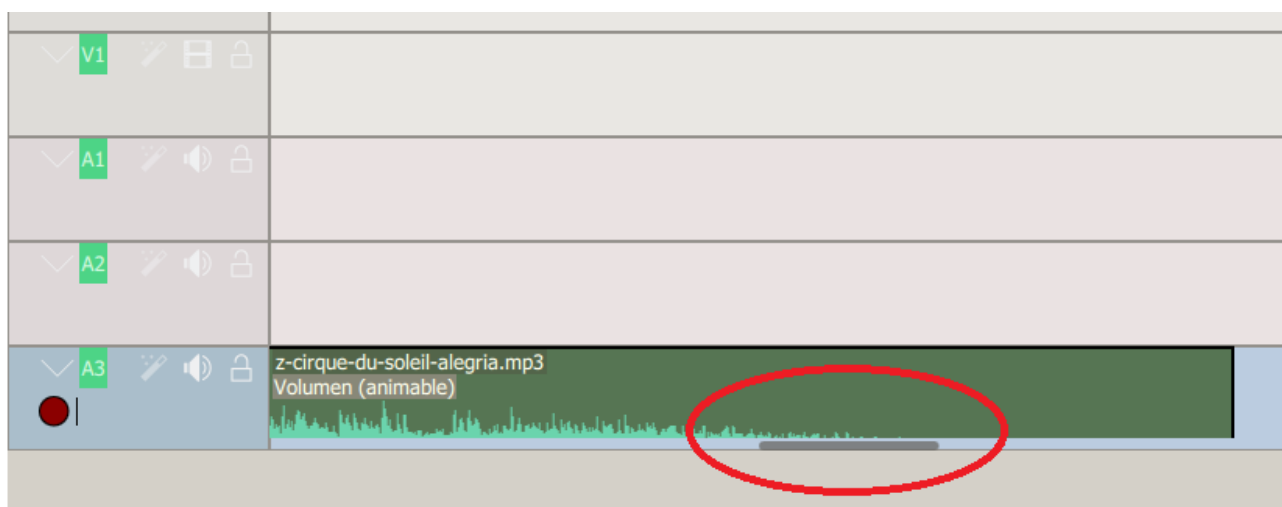 V1
A1
A2
A3
z-cirque-du-soleil-alegria.mp3
Volumen (animable)